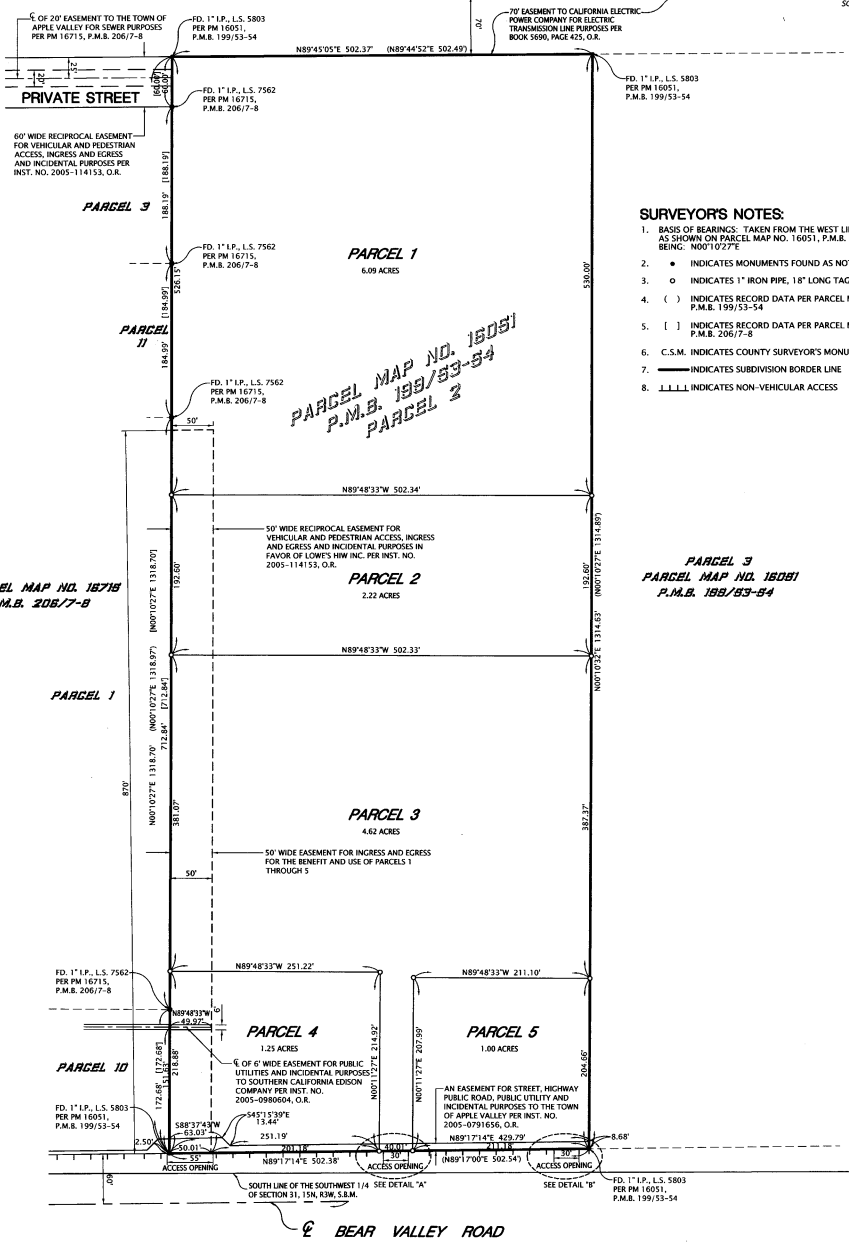 ℄ OF 20' EASEMENT TO THE TOWN OF
APPLE VALLEY FOR SEWER PURPOSES
PER PM 16715, P.M.B. 206/7-8
FD. 1" I.P., L.S. 5803
PER PM 16051,
P.M.B. 199/53-54
70'
70' EASEMENT TO CALIFORNIA ELECTRIC
POWER COMPANY FOR ELECTRIC
TRANSMISSION LINE PURPOSES PER
BOOK 5690, PAGE 425, O.R.
N89°45'05"E 502.37' (N89°44'52"E 502.49')
25'
20'
[60.00']
60.00'
PRIVATE STREET
FD. 1" I.P., L.S. 7562
PER PM 16715,
P.M.B. 206/7-8
FD. 1" I.P., L.S. 5803
PER PM 16051,
P.M.B. 199/53-54
60' WIDE RECIPROCAL EASEMENT
FOR VEHICULAR AND PEDESTRIAN
ACCESS, INGRESS AND EGRESS
AND INCIDENTAL PURPOSES PER
INST. NO. 2005-114153, O.R.
188.19' [188.19']
PARCEL 3
FD. 1" I.P., L.S. 7562
PER PM 16715,
P.M.B. 206/7-8
526.15'
PARCEL 1
6.09 ACRES
530.00'
SURVEYOR'S NOTES:
1. BASIS OF BEARINGS: TAKEN FROM THE WEST LI
AS SHOWN ON PARCEL MAP NO. 16051, P.M.B.
BEING: N00°10'27"E
2. ● INDICATES MONUMENTS FOUND AS NO
3. ○ INDICATES 1" IRON PIPE, 18" LONG TAG
4. ( ) INDICATES RECORD DATA PER PARCEL
P.M.B. 199/53-54
5. [ ] INDICATES RECORD DATA PER PARCEL
P.M.B. 206/7-8
6. C.S.M. INDICATES COUNTY SURVEYOR'S MONU
7. INDICATES SUBDIVISION BORDER LINE
8. INDICATES NON-VEHICULAR ACCESS
184.99' [184.99']
PARCEL
11
PARCEL MAP NO. 16051
P.M.B. 199/53-54
PARCEL 2
FD. 1" I.P., L.S. 7562
PER PM 16715,
P.M.B. 206/7-8
50'
N89°48'33"W 502.34'
50' WIDE RECIPROCAL EASEMENT FOR
VEHICULAR AND PEDESTRIAN ACCESS, INGRESS
AND EGRESS AND INCIDENTAL PURPOSES IN
FAVOR OF LOWE'S HIW INC. PER INST. NO.
2005-114153, O.R.
192.60'
PARCEL 2
2.22 ACRES
192.60'
N00°10'32"E 1314.63' (N00°10'27"E 1314.89')
PARCEL 3
PARCEL MAP NO. 16051
P.M.B. 199/53-54
EL MAP NO. 16715
M.B. 206/7-8
N89°48'33"W 502.33'
N00°10'27"E 1318.70' (N00°10'27"E 1318.97') [N00°10'27"E 1318.70']
712.84' [712.84']
PARCEL 1
870'
381.07'
PARCEL 3
4.62 ACRES
387.37'
50' WIDE EASEMENT FOR INGRESS AND EGRESS
FOR THE BENEFIT AND USE OF PARCELS 1
THROUGH 5
50'
FD. 1" I.P., L.S. 7562
PER PM 16715,
P.M.B. 206/7-8
N89°48'33"W 251.22'
N89°48'33"W 211.10'
N89°48'33"W
49.97'
6'
PARCEL 4
1.25 ACRES
PARCEL 5
1.00 ACRES
N00°11'27"E 214.92'
N00°11'27"E 207.99'
204.66'
℄ OF 6' WIDE EASEMENT FOR PUBLIC
UTILITIES AND INCIDENTAL PURPOSES
TO SOUTHERN CALIFORNIA EDISON
COMPANY PER INST. NO.
2005-0980604, O.R.
PARCEL 10
172.68' [172.68']
151.63'
218.88'
AN EASEMENT FOR STREET, HIGHWAY
PUBLIC ROAD, PUBLIC UTILITY AND
INCIDENTAL PURPOSES TO THE TOWN
OF APPLE VALLEY PER INST. NO.
2005-0791656, O.R.
FD. 1" I.P., L.S. 5803
PER PM 16051,
P.M.B. 199/53-54
S88°37'43"W
63.03'
S45°15'39"E
13.44'
2.50'
50.01'
55'
ACCESS OPENING
251.19'
201.18'
N89°17'14"E 502.38'
40.01'
30'
ACCESS OPENING
SEE DETAIL "A"
N89°17'14"E 429.79'
211.18'
(N89°17'00"E 502.54')
30'
ACCESS OPENING
SEE DETAIL "B"
8.68'
FD. 1" I.P., L.S. 5803
PER PM 16051,
P.M.B. 199/53-54
60'
SOUTH LINE OF THE SOUTHWEST 1/4
OF SECTION 31, 15N, R3W, S.B.M.
℄ BEAR VALLEY ROAD